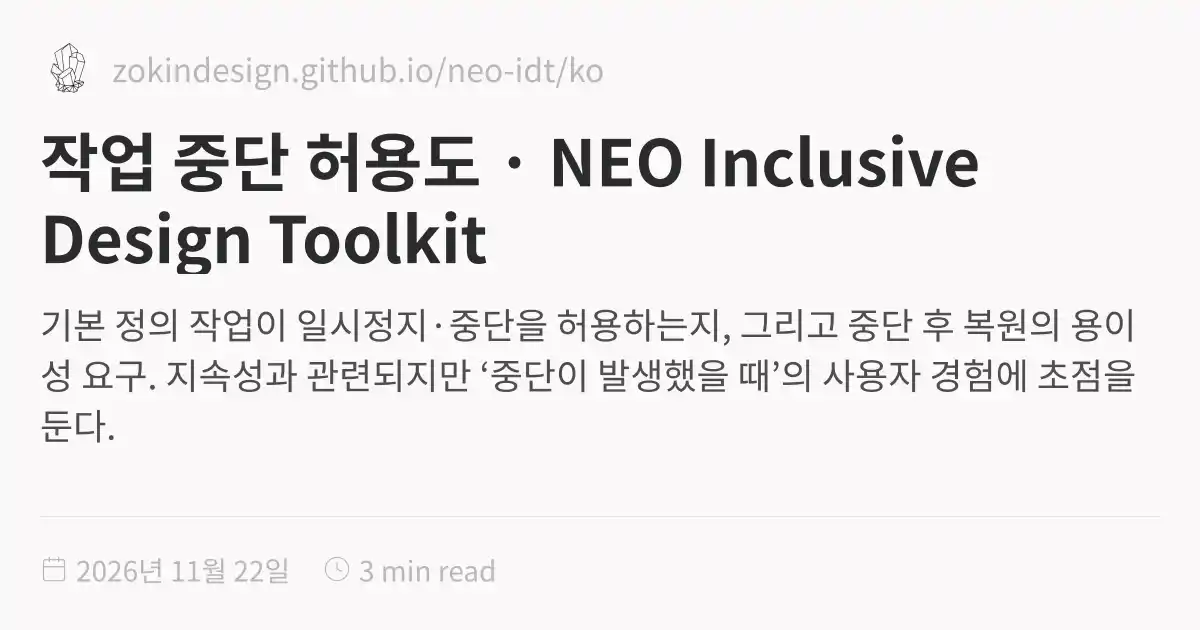 zokindesign.github.io/neo-idt/ko
작업 중단 허용도 · NEO Inclusive
Design Toolkit
기본 정의 작업이 일시정지·중단을 허용하는지, 그리고 중단 후 복원의 용이
성 요구. 지속성과 관련되지만 ‘중단이 발생했을 때’의 사용자 경험에 초점을
둔다.
2026년 11월 22일
3 min read